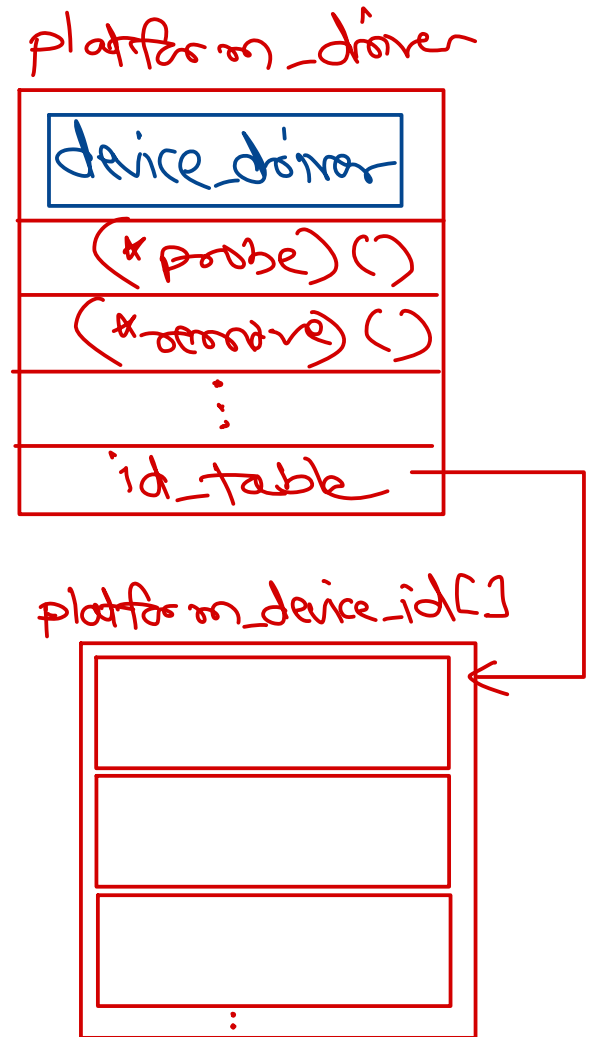 platform_driver
device_driver
(*probe)()
(*remove)()
⋮
id_table
platform_device_id[]
⋮